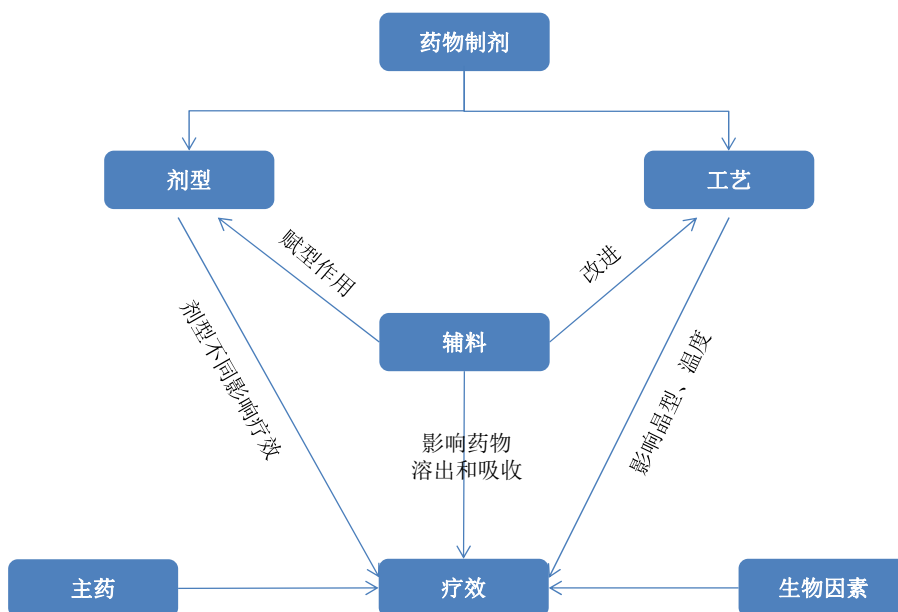 药物制剂
剂型
工艺
赋型作用
改进
辅料
剂型不同影响疗效
影响晶型、温度
影响药物
溶出和吸收
主药
疗效
生物因素